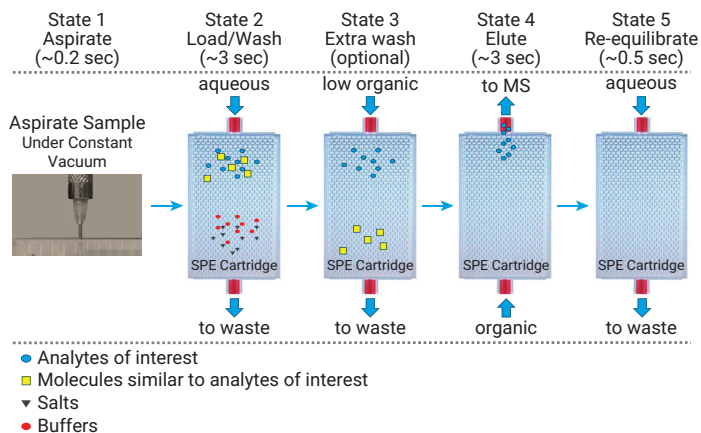 State 1
Aspirate
(~0.2 sec)
State 2
Load/Wash
(~3 sec)
State 3
Extra wash
(optional)
State 4
Elute
(~3 sec)
State 5
Re-equilibrate
(~0.5 sec)
aqueous
low organic
to MS
aqueous
Aspirate Sample
Under Constant
Vacuum
SPE Cartridge
SPE Cartridge
SPE Cartridge
SPE Cartridge
to waste
to waste
organic
to waste
Analytes of interest
Molecules similar to analytes of interest
Salts
Buffers